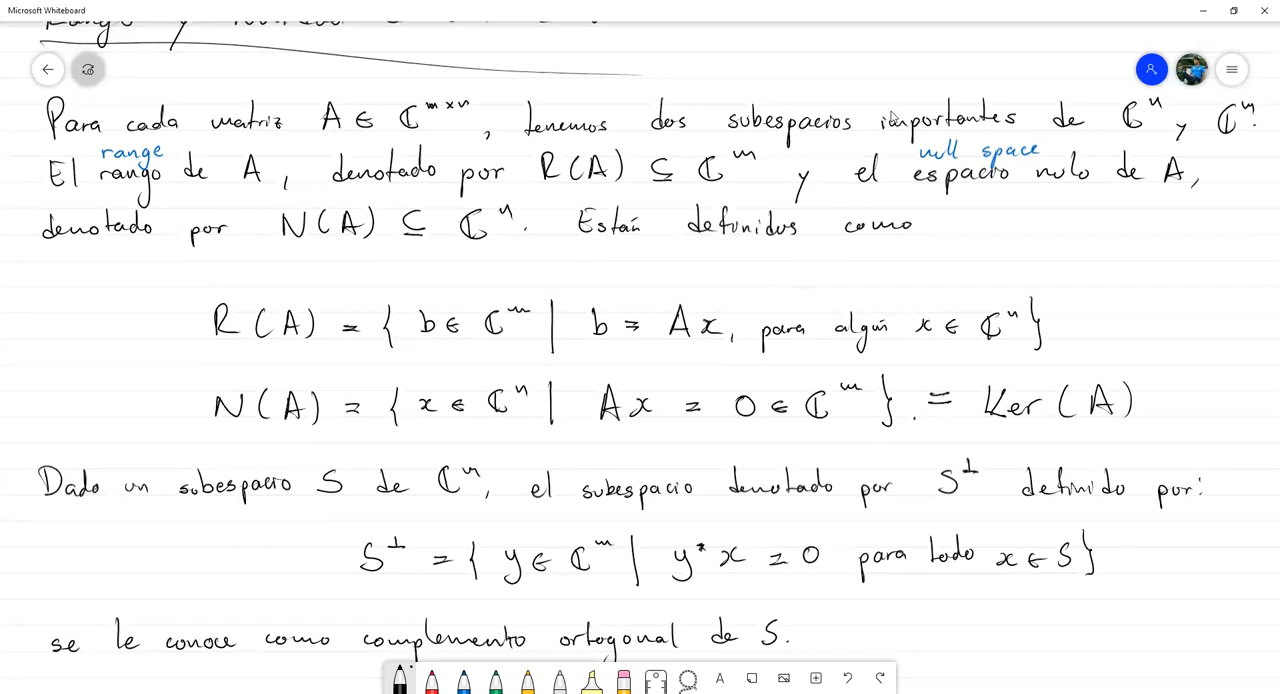 Microsoft Whiteboard
Rango y
Para cada matriz A ∈ ℂ^{m×n}, tenemos dos subespacios importantes de ℂ^n y ℂ^n.
range null space
El rango de A, denotado por R(A) ⊆ ℂ^m y el espacio nulo de A,
denotado por N(A) ⊆ ℂ^n. Están definidos como
R(A) = { b ∈ ℂ^m | b = Ax, para algún x ∈ ℂ^n }
N(A) = { x ∈ ℂ^n | Ax = 0 ∈ ℂ^m }. = Ker(A)
Dado un subespacio S de ℂ^n, el subespacio denotado por S^⊥ definido por:
S^⊥ = { y ∈ ℂ^m | y*x = 0 para todo x ∈ S }
se le conoce como complemento ortogonal de S.
A